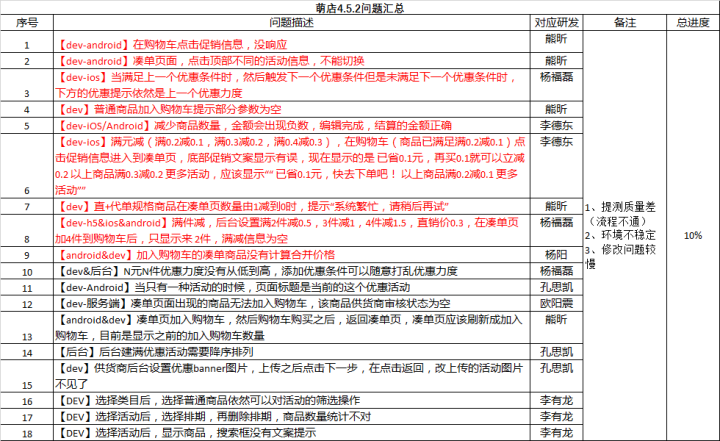 萌店4.5.2问题汇总
序号 问题描述 对应研发 备注 总进度
1 【dev-android】在购物车点击促销信息，没响应 熊昕
2 【dev-android】凑单页面，点击顶部不同的活动信息，不能切换 熊昕
3 【dev-ios】当满足上一个优惠条件时，然后触发下一个优惠条件但是未满足下一个优惠条件时， 杨福磊
下方的优惠提示依然是上一个优惠力度
4 【dev】普通商品加入购物车提示部分参数为空 熊昕
5 【dev-iOS/Android】减少商品数量，金额会出现负数，编辑完成，结算的金额正确 李德东
6 【dev-ios】满元减（满0.2减0.1，满0.3减0.2，满0.4减0.3），在购物车（商品已满足满0.2减0.1）点 李德东
击促销信息进入到凑单页，底部促销文案显示有误，现在显示的是 已省0.1元，再买0.1就可以立减
0.2 以上商品满0.3减0.2 更多活动，应该显示““ 已省0.1元，快去下单吧！ 以上商品满0.2减0.1 更多
活动””
7 【dev】直+代单规格商品在凑单页数量由1减到0时，提示“系统繁忙，请稍后再试” 熊昕
8 【dev-h5&ios&android】满件减，后台设置满2件减0.5，3件减1，4件减1.5，直销价0.3，在凑单页 杨福磊
加4件到购物车后，只显示来 2件，满减信息为空
9 【android&dev】加入购物车的凑单商品没有计算合并价格 杨阳
10 【dev&后台】N元N件优惠力度没有从低到高，添加优惠条件可以随意打乱优惠力度 杨福磊
11 【dev-Android】当只有一种活动的时候，页面标题是当前的这个优惠活动 孔思凯
12 【dev-服务端】凑单页面出现的商品无法加入购物车，该商品供货商审核状态为空 欧阳震
13 【android&dev】凑单页加入购物车，然后购物车购买之后，返回凑单页，凑单页应该刷新成加入 熊昕
购物车，目前是显示之前的加入购物车数量
14 【后台】后台建满优惠活动需要降序排列 孔思凯
15 【dev】供货商后台设置优惠banner图片，上传之后点击下一步，在点击返回，改上传的活动图片 孔思凯
不见了
16 【DEV】选择类目后，选择普通商品依然可以对活动的筛选操作 李有龙
17 【DEV】选择活动后，选择排期，再删除排期，商品数量统计不对 李有龙
18 【DEV】选择活动后，显示商品，搜索框没有文案提示 李有龙
1、提测质量差
（流程不通）
2、环境不稳定
3、修改问题较
慢
10%